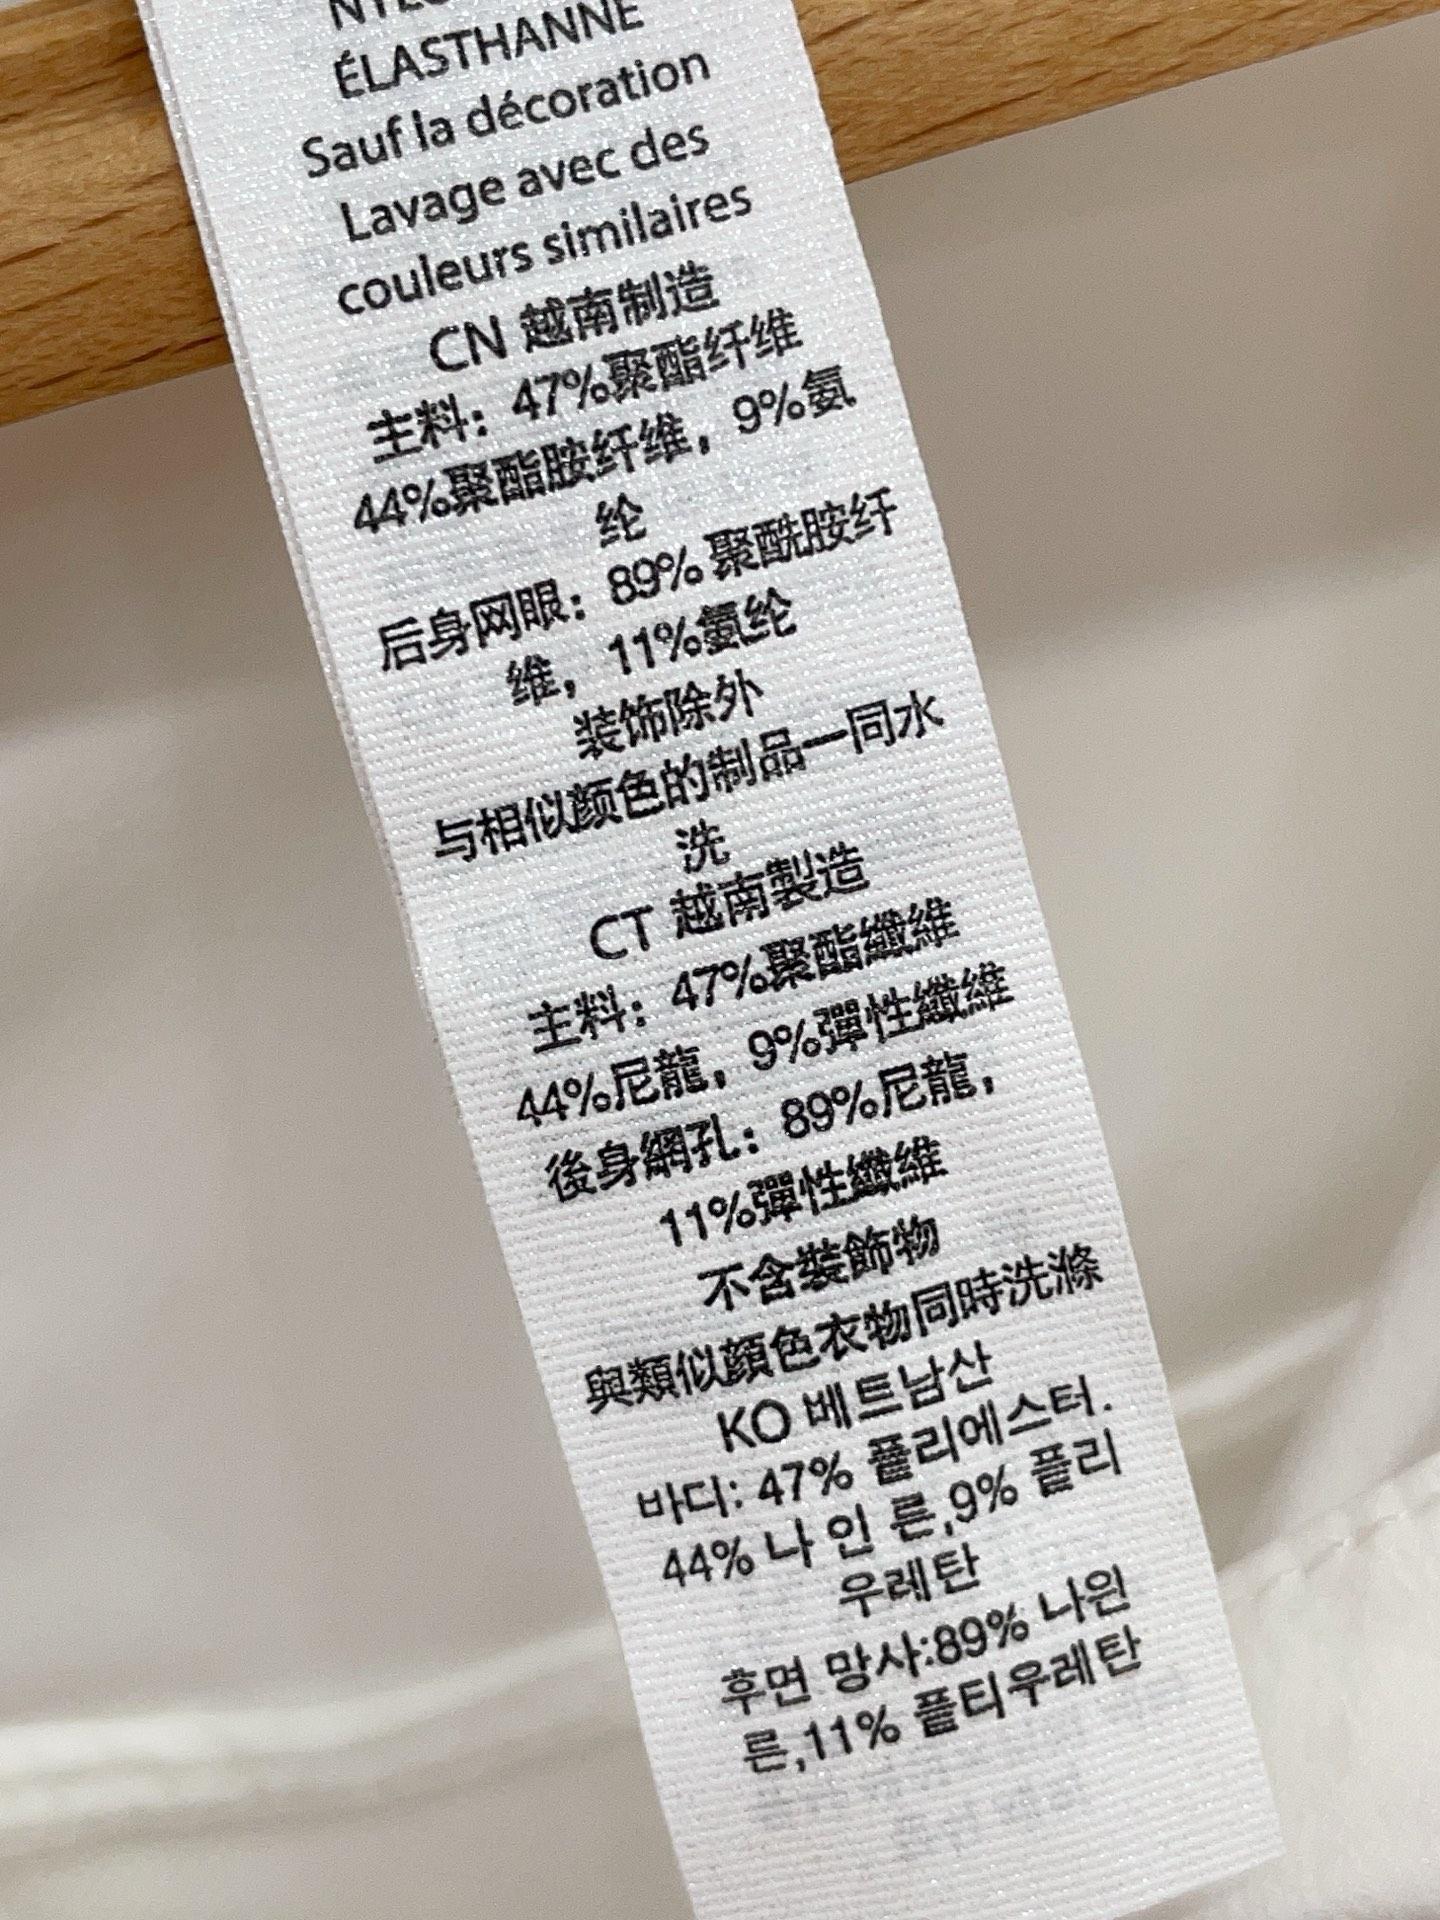 ÉLASTHANNE
Sauf la décoration
Lavage avec des
couleurs similaires
CN 越南制造
主料：47%聚酯纤维
44%聚酯胺纤维，9%氨
纶
后身网眼：89% 聚酰胺纤
维，11%氨纶
装饰除外
与相似颜色的制品一同水
洗
CT 越南製造
主料：47%聚酯纖維
44%尼龍，9%彈性纖維
後身網孔：89%尼龍，
11%彈性纖維
不含裝飾物
與類似顏色衣物同時洗滌
KO 베트남산
바디: 47% 폴리에스터.
44% 나 인 른,9% 폴리
우레탄
후면 망사:89% 나읜
른,11% 폴티우레탄